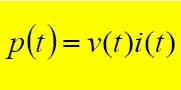 p(t) = v(t)i(t)